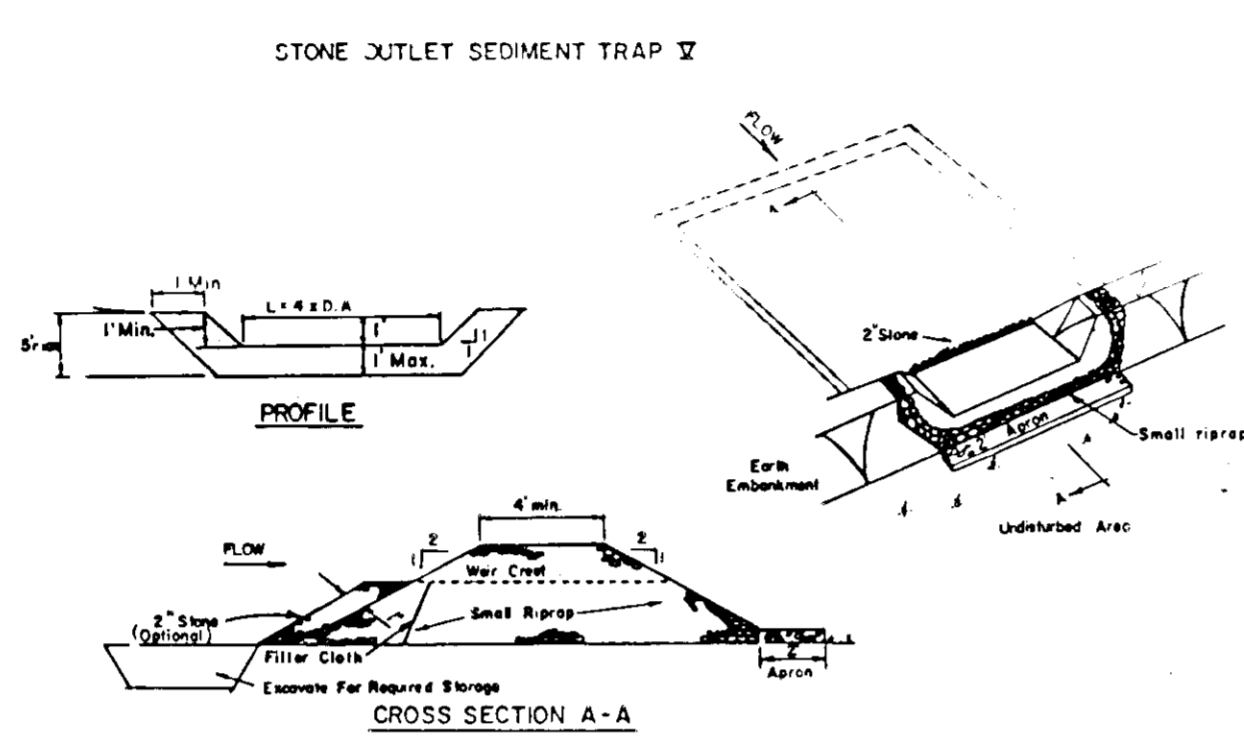 STONE OUTLET SEDIMENT TRAP V
FLOW
A
1 Min
L = 4 x D.A
1' Min.
1'
1
1
1' Max.
PROFILE
2" Stone
2' Apron
Small riprap
Earth
Embankment
A
Undisturbed Area
4' min.
FLOW
2
1
2
1
Weir Crest
2" Stone
(Optional)
Small Riprap
Filter Cloth
2'
Apron
Excavate For Required Storage
CROSS SECTION A-A